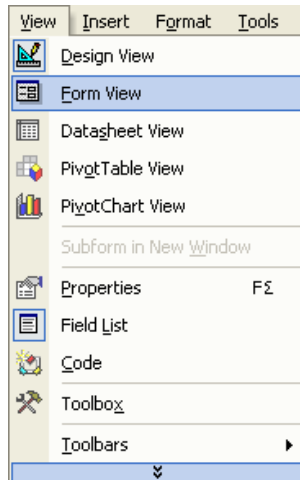 View Insert Format Tools
Design View
Form View
Datasheet View
PivotTable View
PivotChart View
Subform in New Window
Properties FΣ
Field List
Code
Toolbox
Toolbars